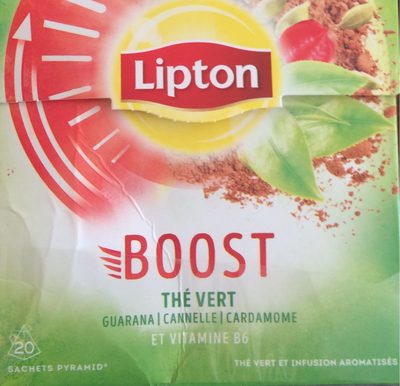 Lipton
BOOST
THÉ VERT
GUARANA | CANNELLE | CARDAMOME
ET VITAMINE B6
20
SACHETS PYRAMID®
THÉ VERT ET INFUSION AROMATISÉS